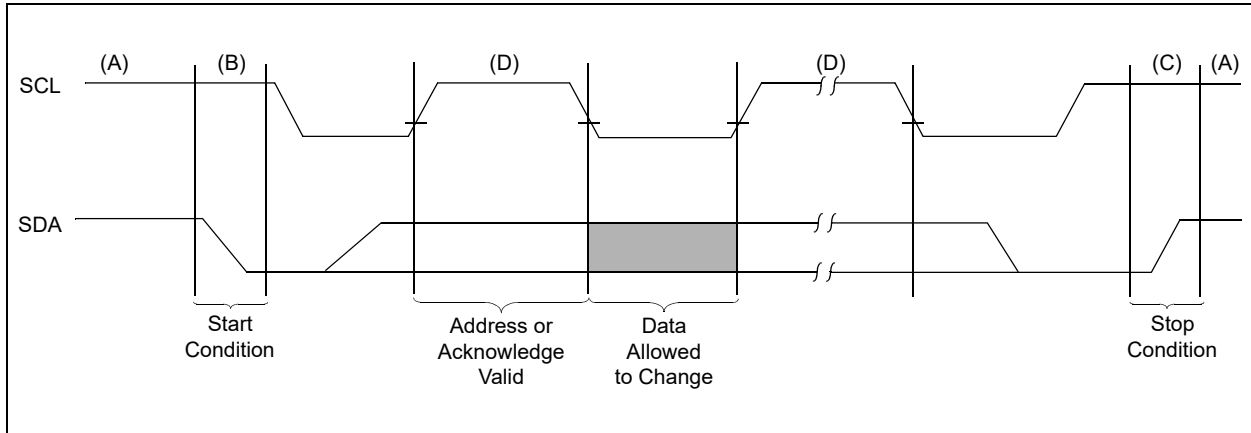 (A) (B) (D) (D) (C) (A)
SCL
SDA
Start
Condition
Address or
Acknowledge
Valid
Data
Allowed
to Change
Stop
Condition